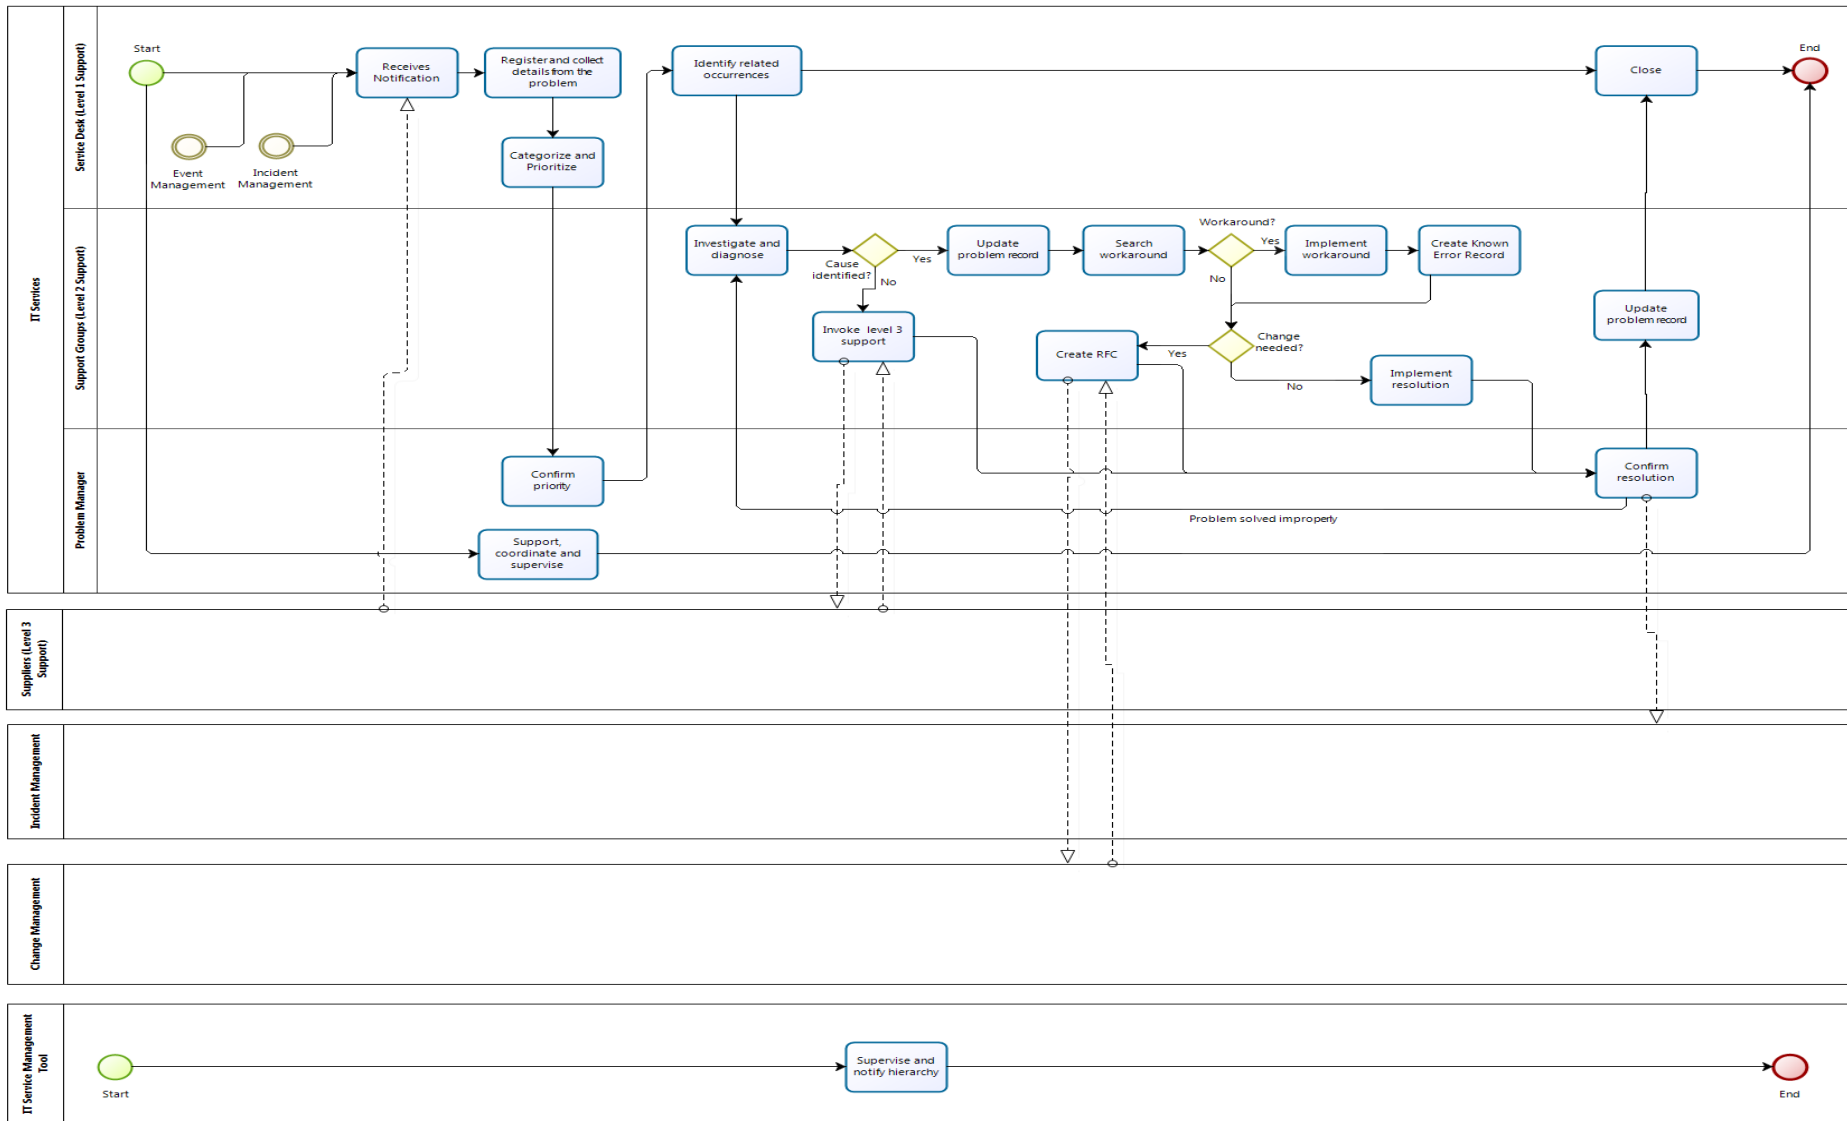 IT Services
Service Desk (Level 1 Support)
Start
Event
Management
Incident
Management
Receives
Notification
Register and collect
details from the
problem
Categorize and
Prioritize
Identify related
occurrences
Close
End
Support Groups (Level 2 Support)
Investigate and
diagnose
Cause
identified?
Yes
No
Update
problem record
Search
workaround
Workaround?
Yes
No
Implement
workaround
Create Known
Error Record
Invoke level 3
support
Create RFC
Yes
Change
needed?
No
Implement
resolution
Update
problem record
Problem Manager
Confirm
priority
Confirm
resolution
Problem solved improperly
Support,
coordinate and
supervise
Suppliers (Level 3
Support)
Incident Management
Change Management
IT Service Management
Tool
Start
Supervise and
notify hierarchy
End